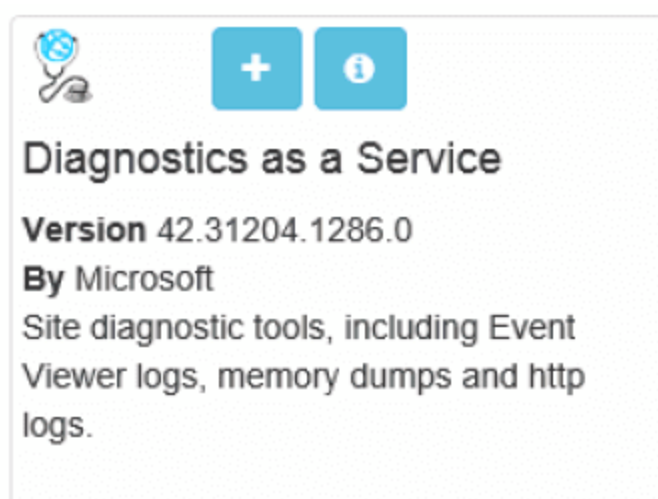 Diagnostics as a Service
Version 42.31204.1286.0
By Microsoft
Site diagnostic tools, including Event
Viewer logs, memory dumps and http
logs.